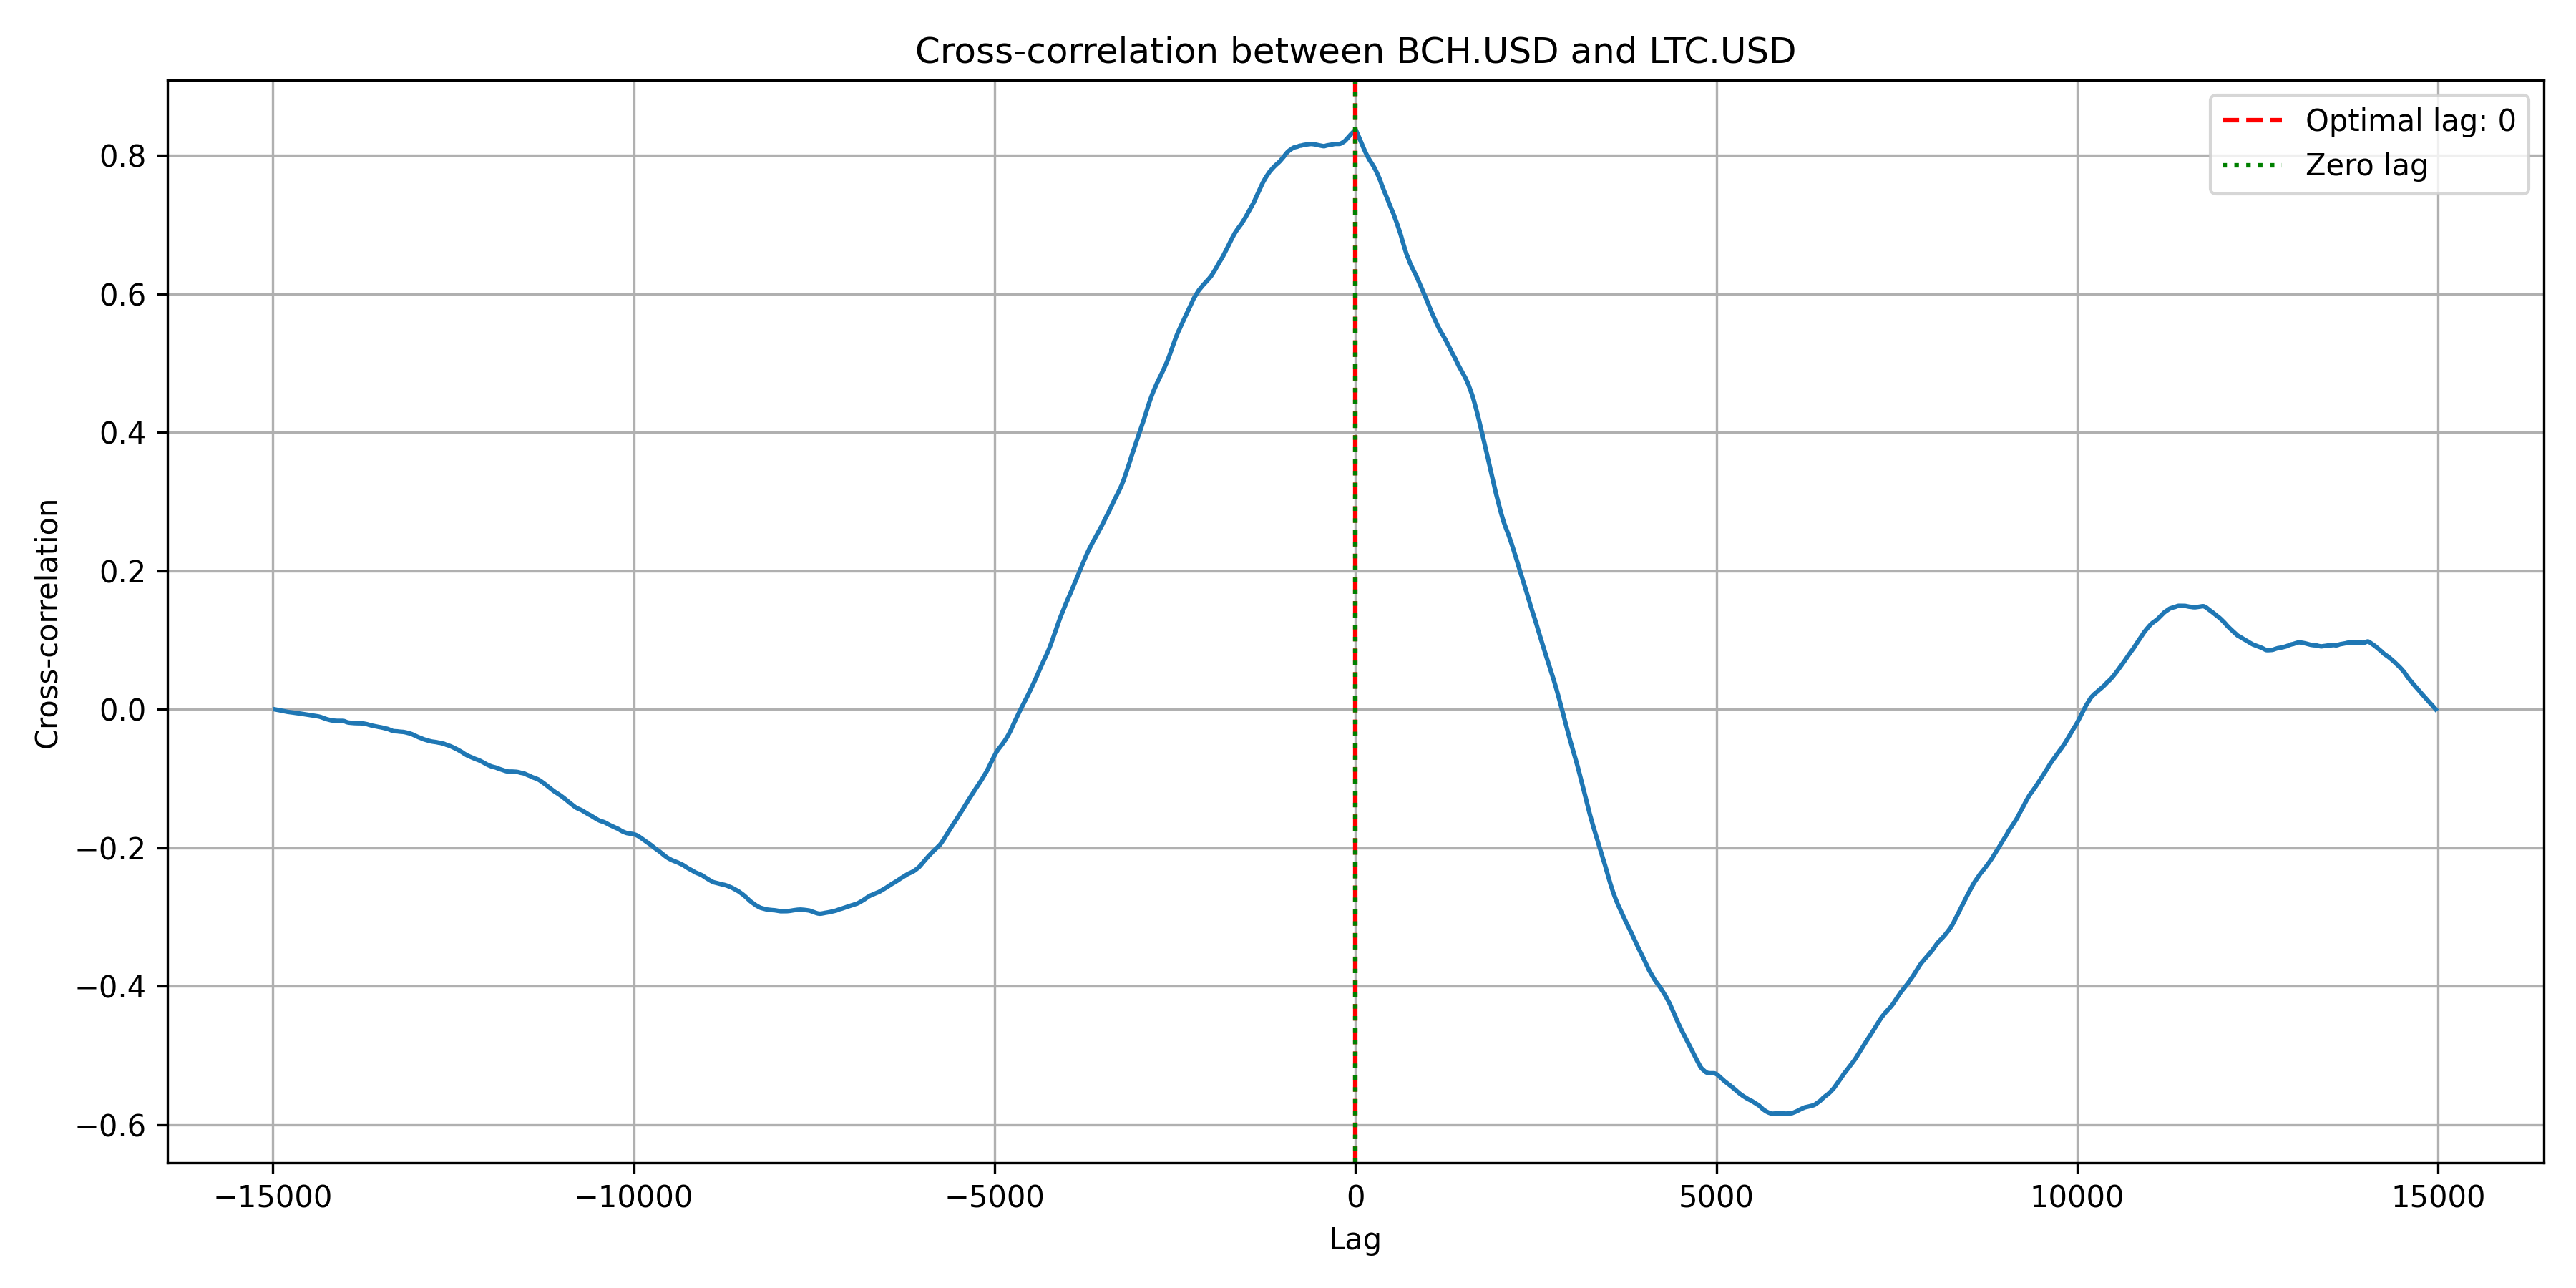 Cross-correlation between BCH.USD and LTC.USD
Optimal lag: 0
Zero lag
Cross-correlation
0.8
0.6
0.4
0.2
0.0
−0.2
−0.4
−0.6
−15000 −10000 −5000 0 5000 10000 15000
Lag